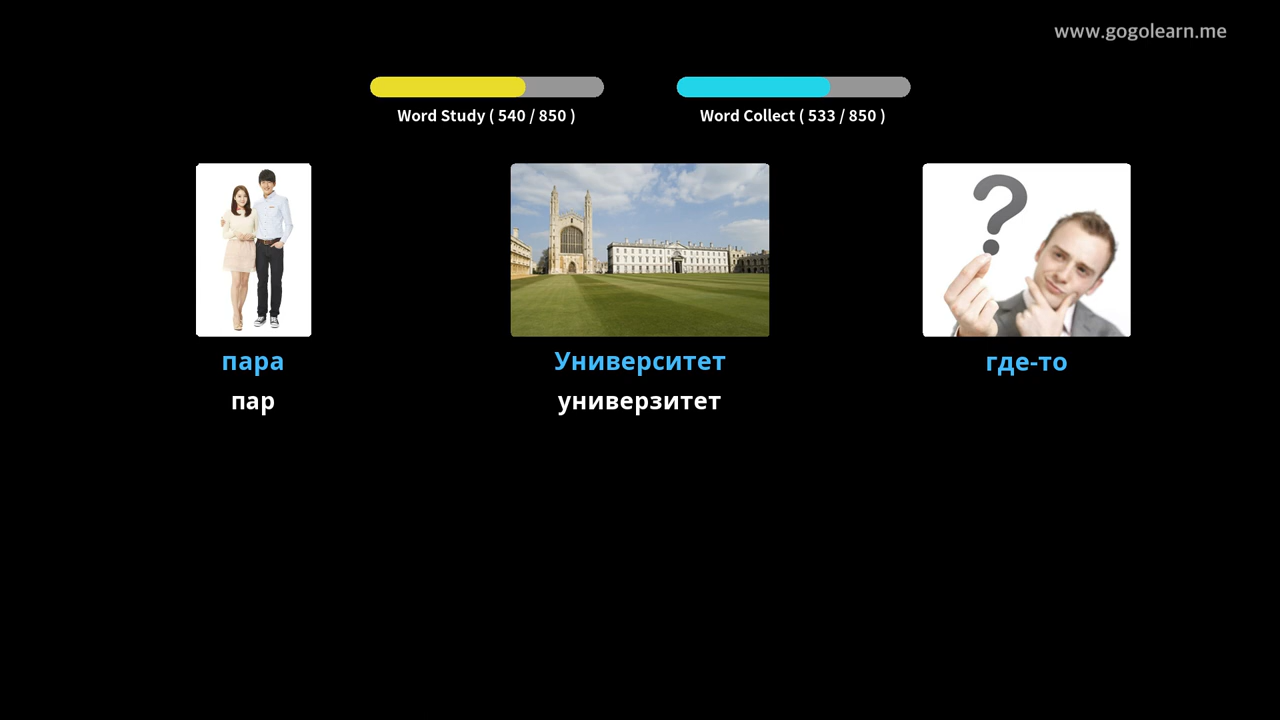 www.gogolearn.me
Word Study ( 540 / 850 )
Word Collect ( 533 / 850 )
пара
Университет
где-то
пар
универзитет